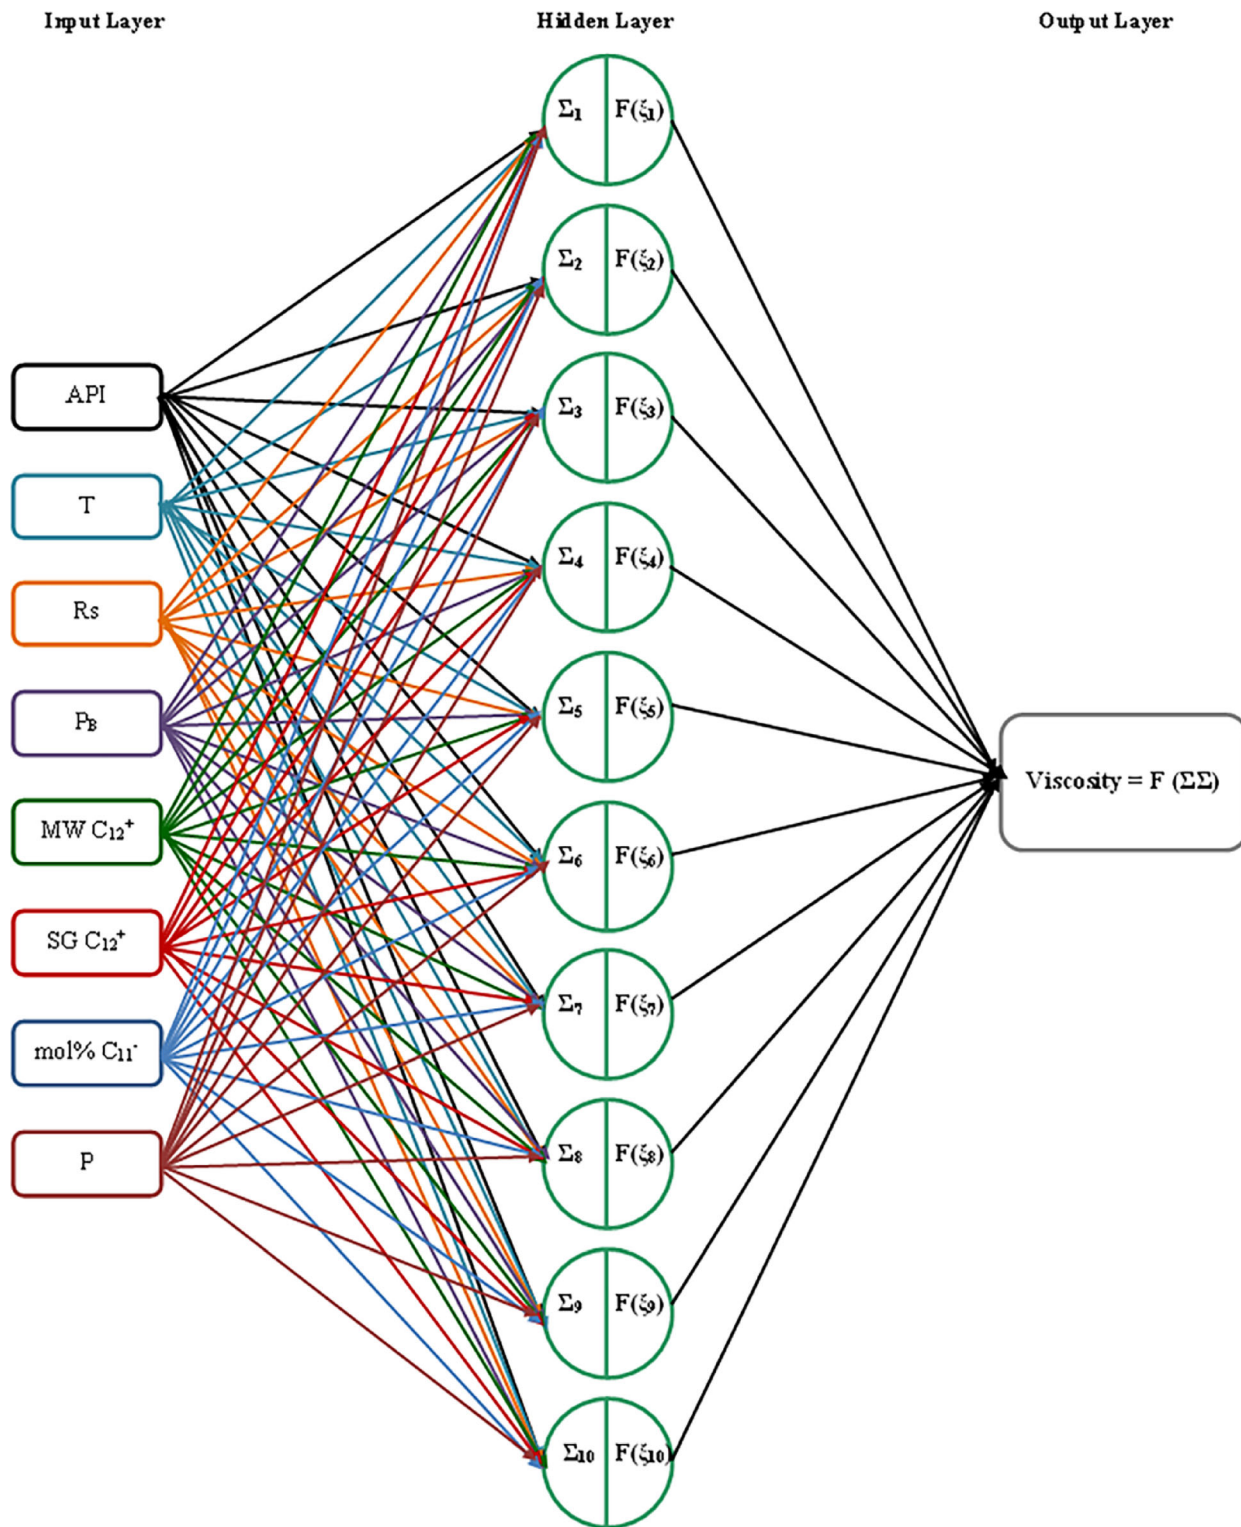 Input Layer
Hidden Layer
Output Layer
Σ₁ F(ξ₁)
Σ₂ F(ξ₂)
Σ₃ F(ξ₃)
Σ₄ F(ξ₄)
Σ₅ F(ξ₅)
Σ₆ F(ξ₆)
Σ₇ F(ξ₇)
Σ₈ F(ξ₈)
Σ₉ F(ξ₉)
Σ₁₀ F(ξ₁₀)
API
T
Rs
P_B
MW C₁₂⁺
SG C₁₂⁺
mol% C₁₁⁻
P
Viscosity = F (ΣΣ)